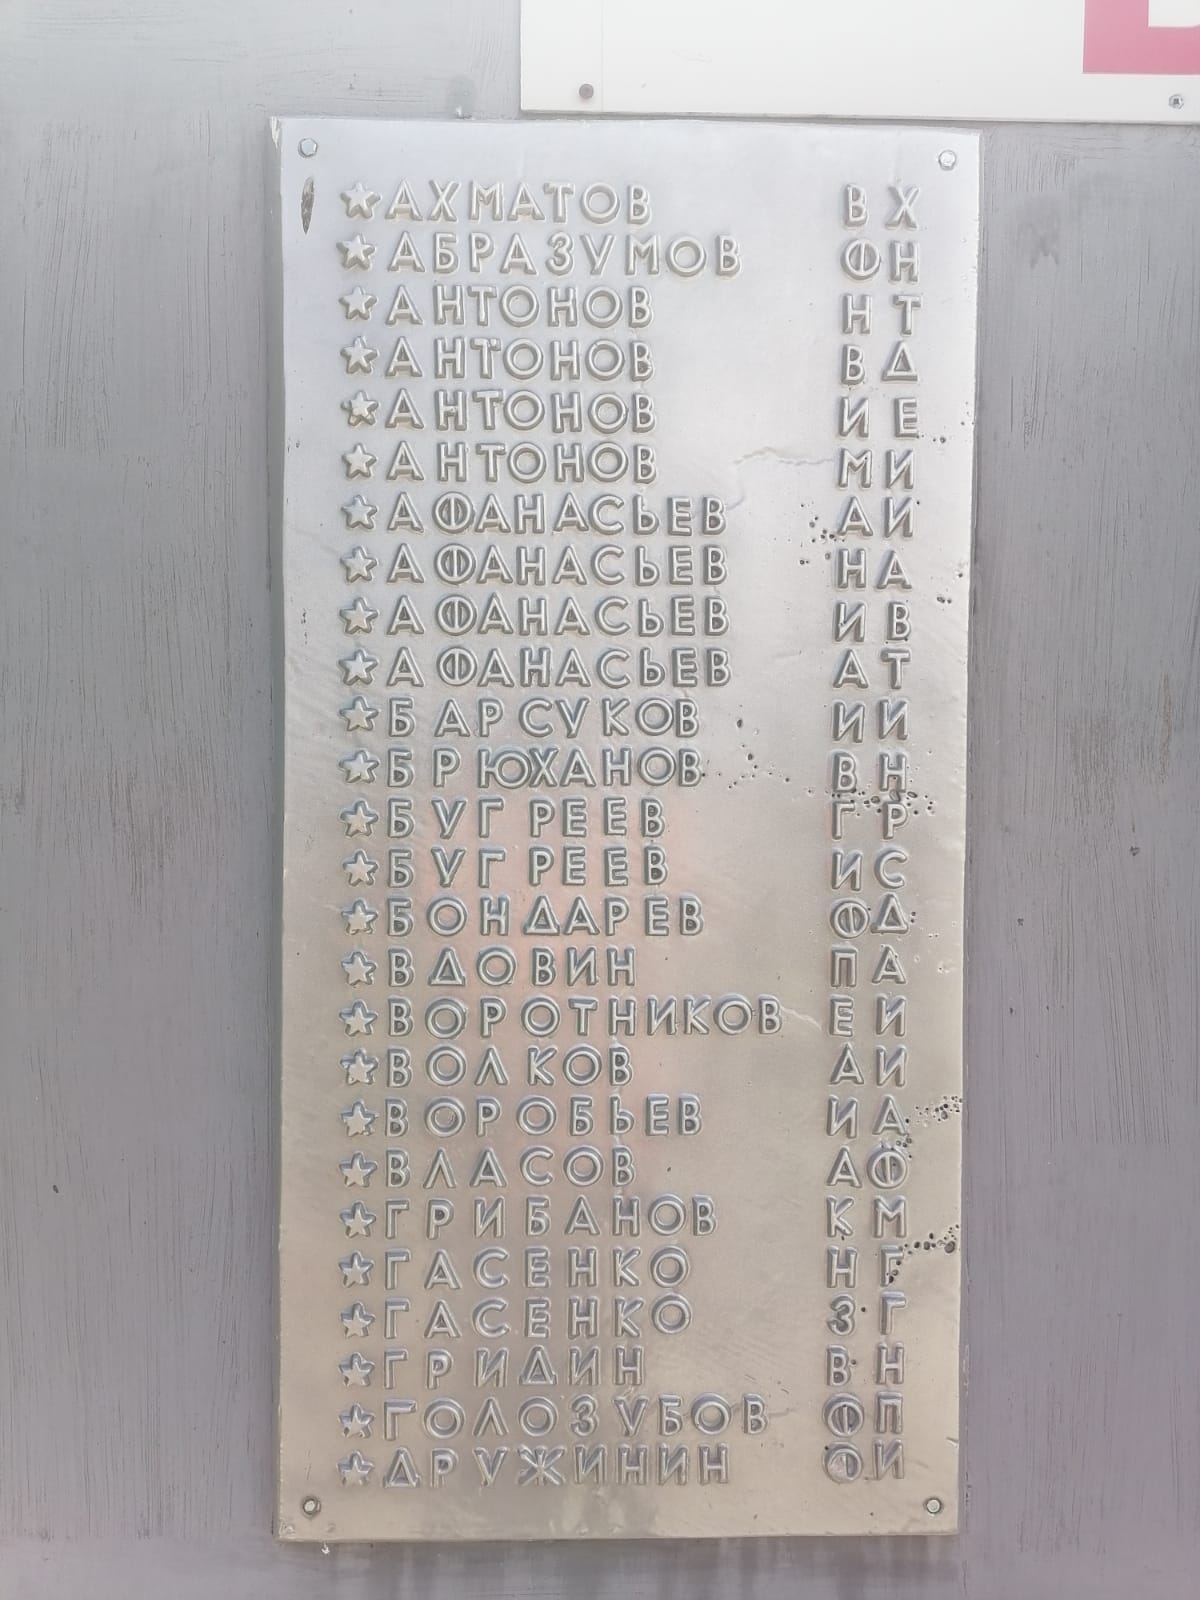 АХМАТОВ В Х
АБРАЗУМОВ Ф Н
АНТОНОВ Н Т
АНТОНОВ В Д
АНТОНОВ И Е
АНТОНОВ М И
АФАНАСЬЕВ А И
АФАНАСЬЕВ Н А
АФАНАСЬЕВ И В
АФАНАСЬЕВ А Т
БАРСУКОВ И И
БРЮХАНОВ В Н
БУГРЕЕВ Г Р
БУГРЕЕВ И С
БОНДАРЕВ Ф Д
ВДОВИН П А
ВОРОТНИКОВ Е И
ВОЛКОВ А И
ВОРОБЬЕВ И А
ВЛАСОВ А Ф
ГРИБАНОВ К М
ГАСЕНКО Н Г
ГАСЕНКО З Г
ГРИДИН В Н
ГОЛОЗУБОВ Ф П
ДРУЖИНИН Ф И